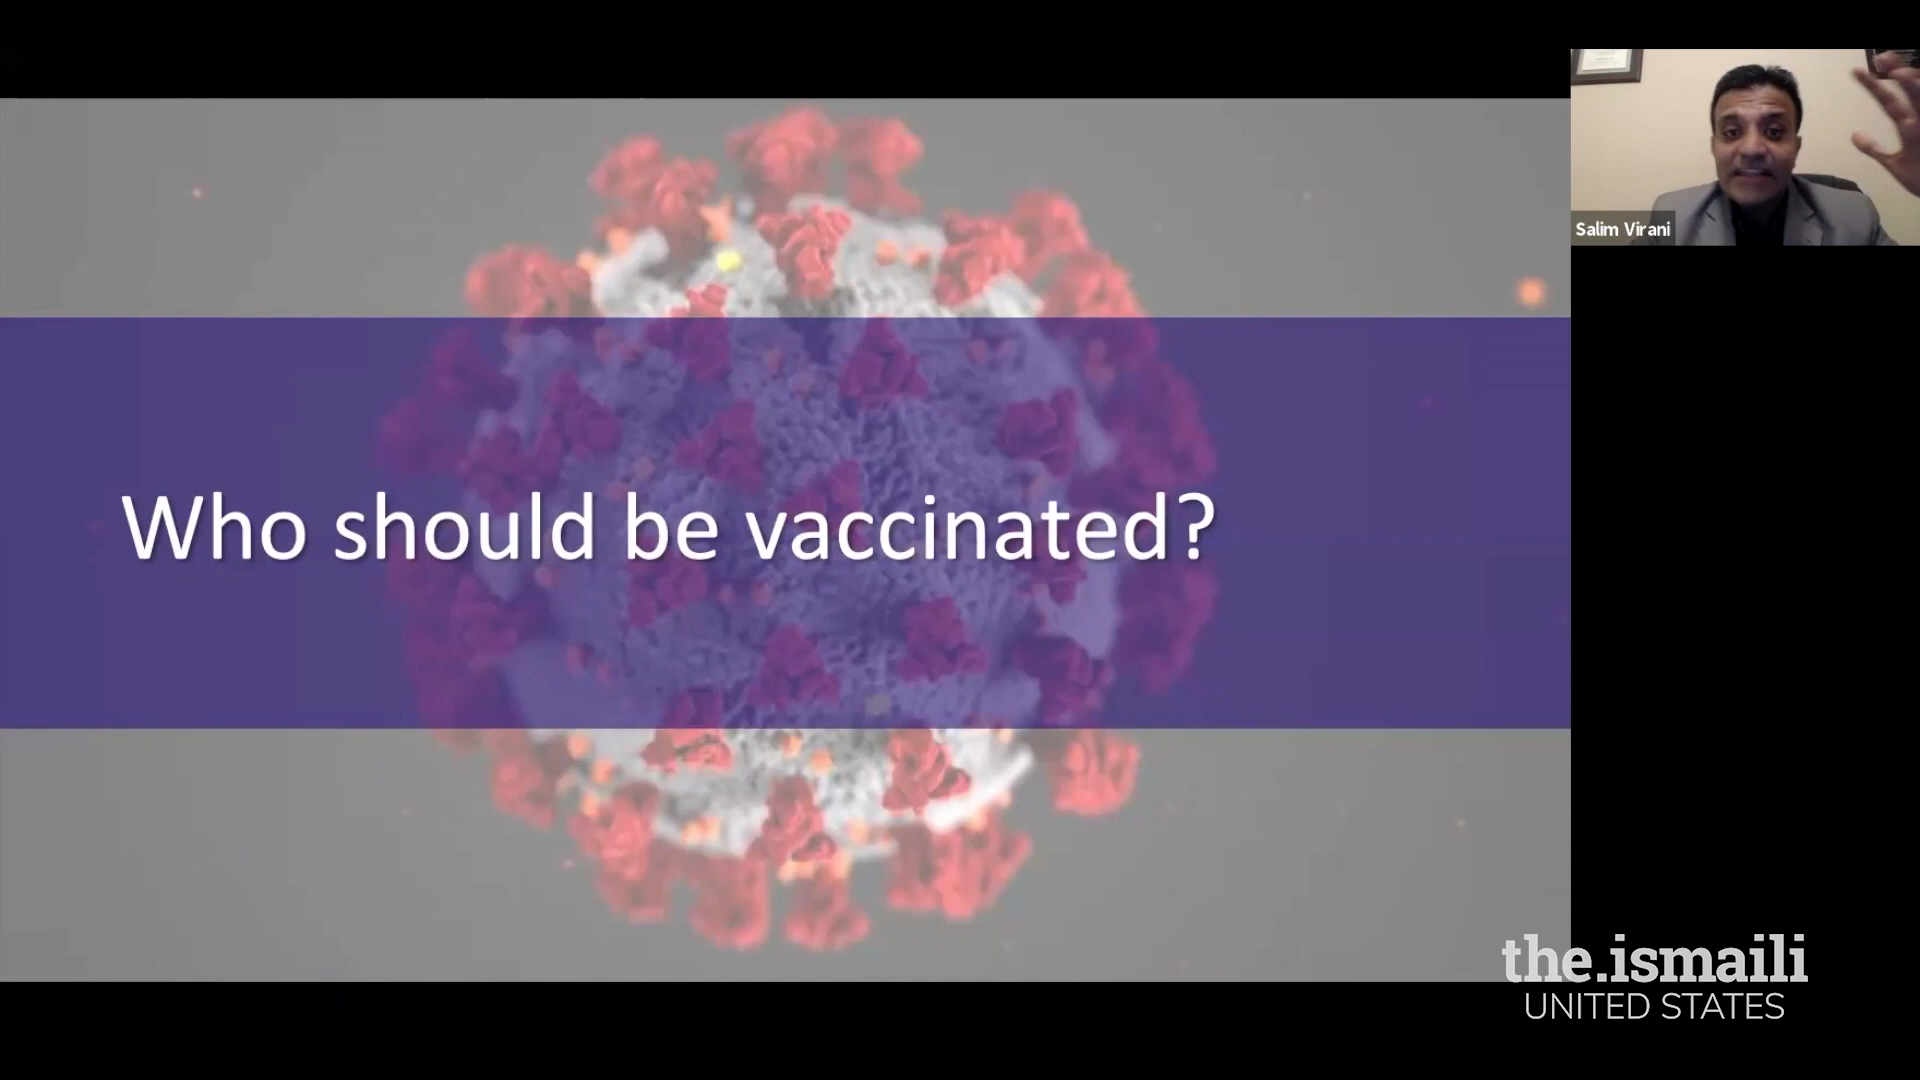 Salim Virani
Who should be vaccinated?
the.ismaili
UNITED STATES